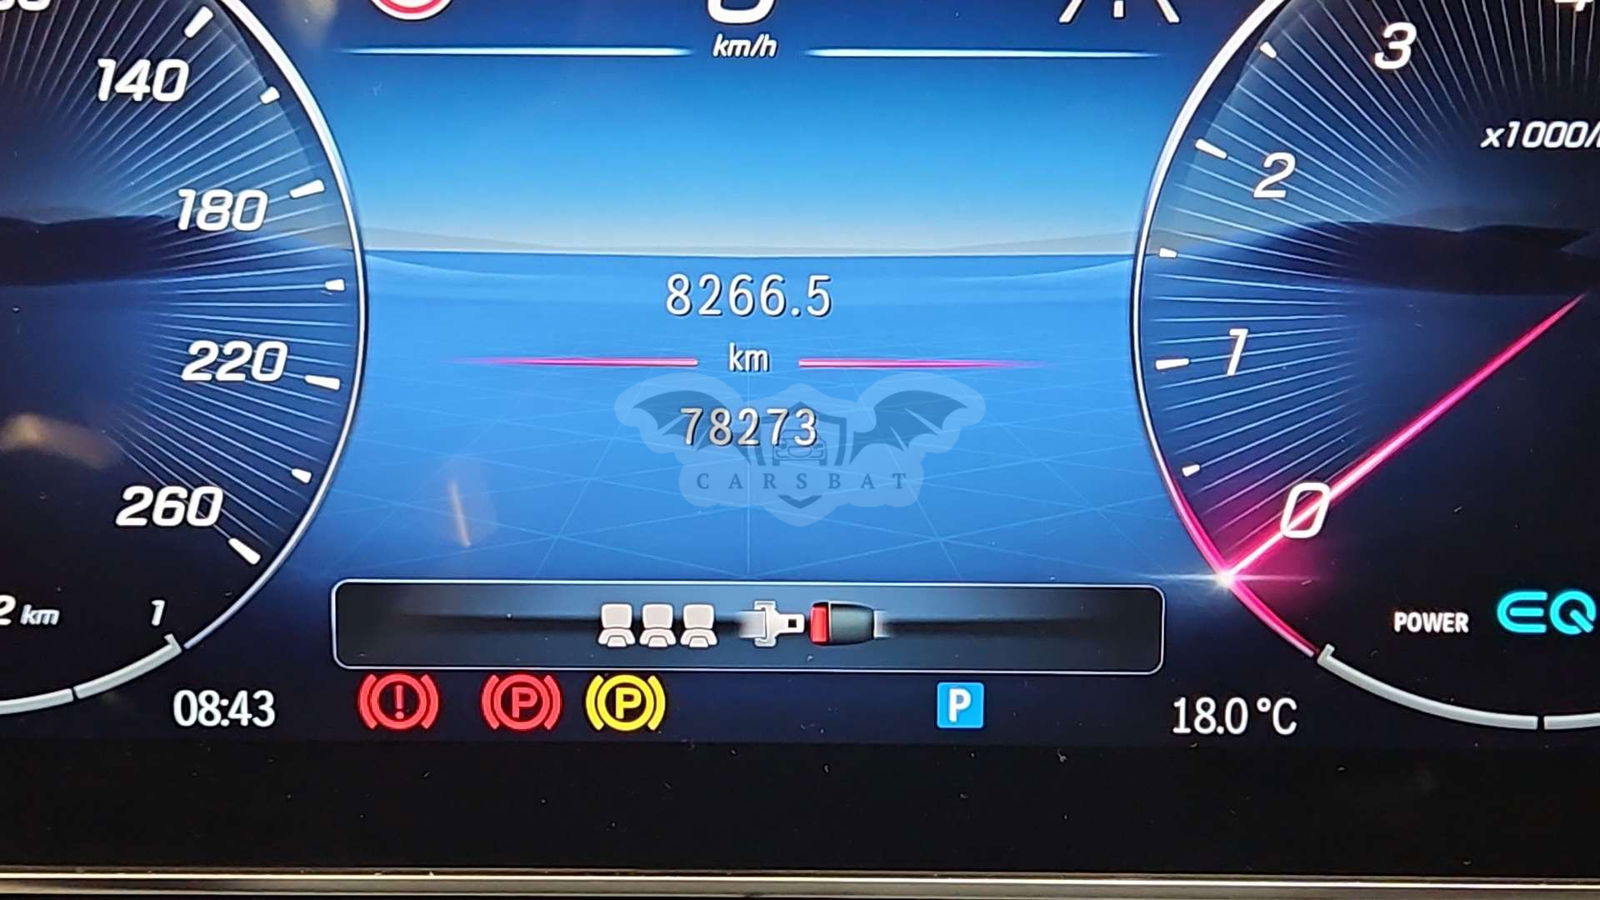 km/h
140
180
220
260
3
x1000/
2
1
0
8266.5
km
78273
CARSBAT
km
1
POWER
EQ
08:43
P
P
P
18.0 °C